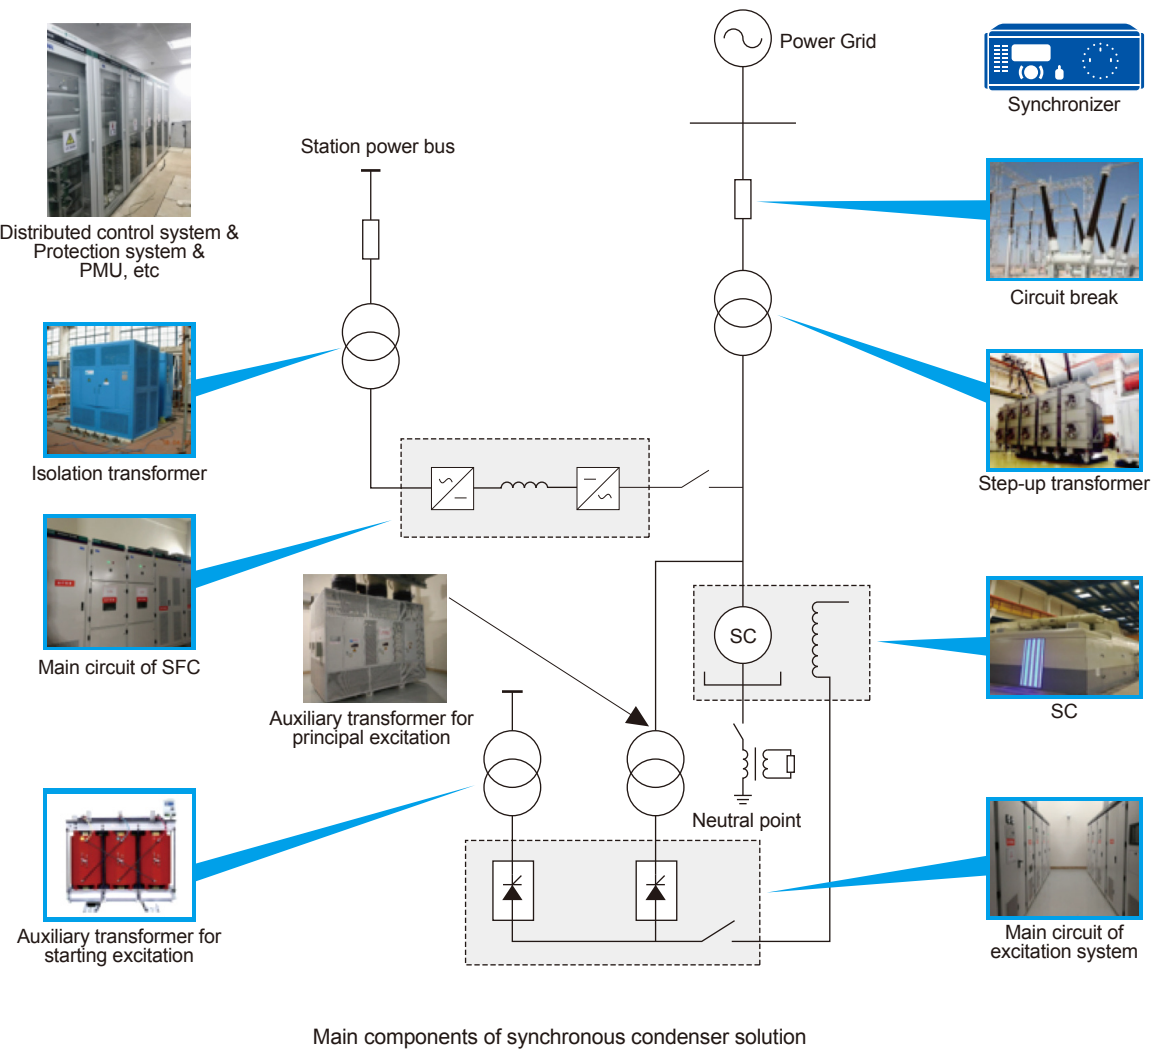 Power Grid
Synchronizer
Station power bus
Distributed control system &
Protection system &
PMU, etc
Circuit break
Isolation transformer
Step-up transformer
Main circuit of SFC
SC
SC
Auxiliary transformer for
principal excitation
Neutral point
Auxiliary transformer for
starting excitation
Main circuit of
excitation system
Main components of synchronous condenser solution